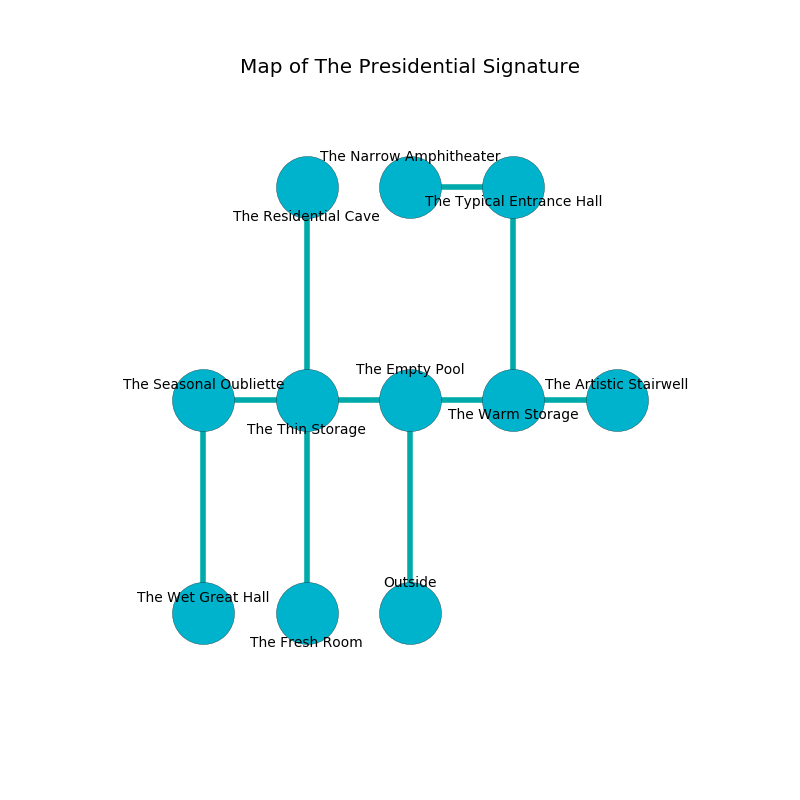 Map of The Presidential Signature
The Narrow Amphitheater
The Typical Entrance Hall
The Residential Cave
The Empty Pool
The Seasonal Oubliette
The Artistic Stairwell
The Warm Storage
The Thin Storage
Outside
The Wet Great Hall
The Fresh Room